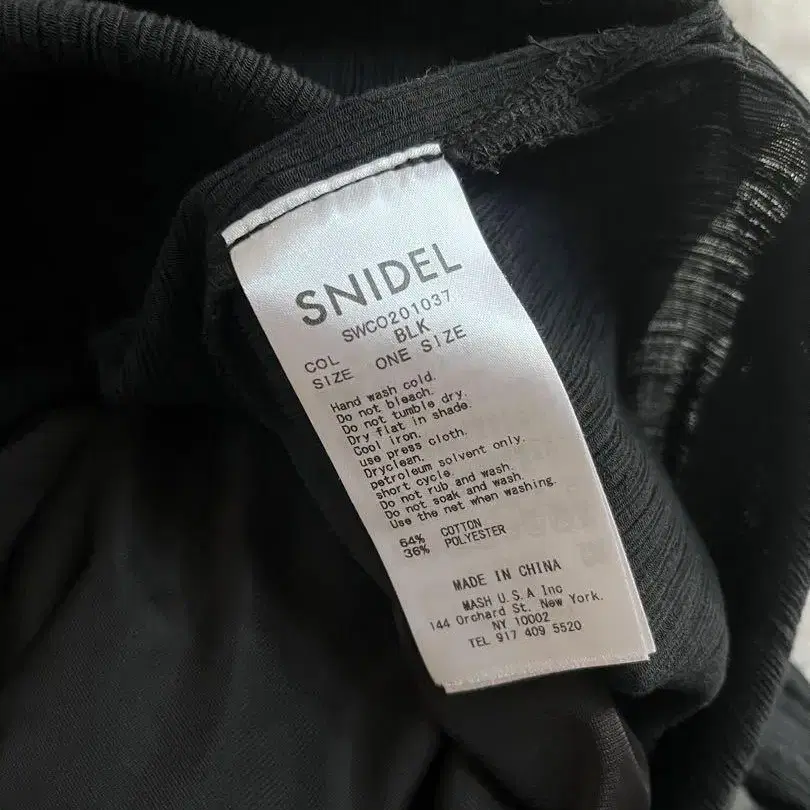 SNIDEL
SWCO201037
COL BLK
SIZE ONE SIZE
Hand wash cold.
Do not bleach.
Do not tumble dry.
Dry flat in shade.
Cool iron.
use press cloth.
Dryclean.
petroleum solvent only.
short cycle.
Do not rub and wash.
Do not soak and wash.
Use the net when washing.
64% COTTON
36% POLYESTER
MADE IN CHINA
MASH U.S.A Inc
144 Orchard St. New York.
NY 10002
TEL 917 409 5520